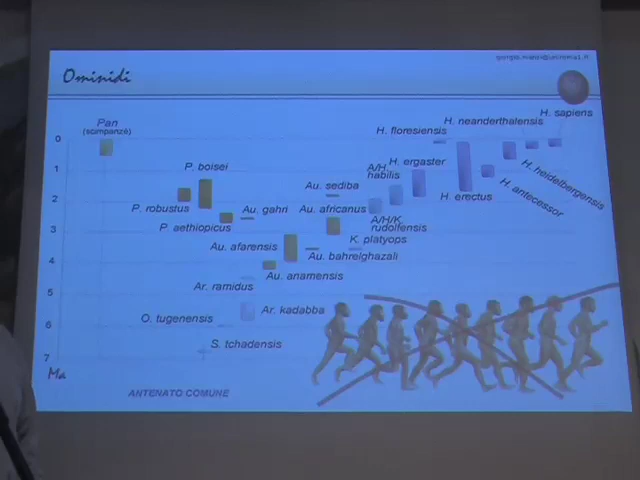 Ominidi
Pan
(scimpanzé)
H. sapiens
H. neanderthalensis
H. floresiensis
0
P. boisei
A/H.
habilis
H. ergaster
H. heidelbergensis
1
Au. sediba
H. erectus
H. antecessor
2
P. robustus
Au. gahri
Au. africanus
A/H/K
rudolfensis
P. aethiopicus
3
K. platyops
Au. afarensis
Au. bahrelghazali
4
Au. anamensis
Ar. ramidus
5
Ar. kadabba
O. tugenensis
6
S. tchadensis
7
Ma
ANTENATO COMUNE